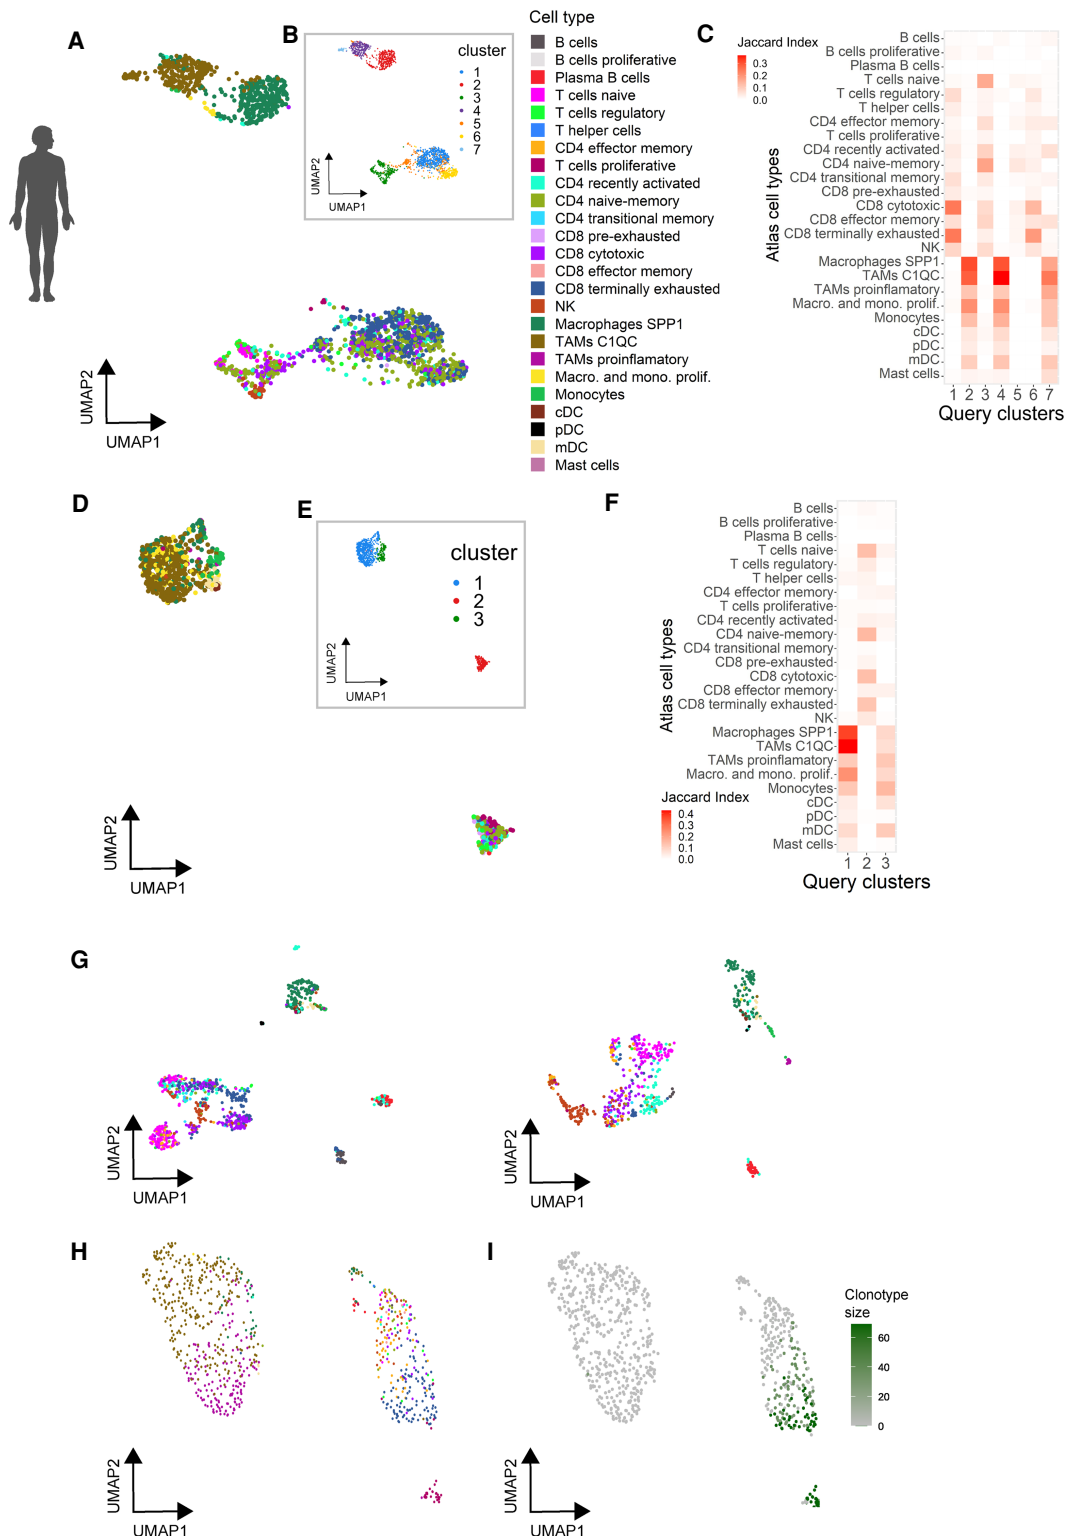 A
B
cluster
1
2
3
4
5
6
7
UMAP2
UMAP1
UMAP2
UMAP1
Cell type
B cells
B cells proliferative
Plasma B cells
T cells naive
T cells regulatory
T helper cells
CD4 effector memory
T cells proliferative
CD4 recently activated
CD4 naive-memory
CD4 transitional memory
CD8 pre-exhausted
CD8 cytotoxic
CD8 effector memory
CD8 terminally exhausted
NK
Macrophages SPP1
TAMs C1QC
TAMs proinflamatory
Macro. and mono. prolif.
Monocytes
cDC
pDC
mDC
Mast cells
C
Jaccard Index
0.3
0.2
0.1
0.0
Atlas cell types
B cells
B cells proliferative
Plasma B cells
T cells naive
T cells regulatory
T helper cells
CD4 effector memory
T cells proliferative
CD4 recently activated
CD4 naive-memory
CD4 transitional memory
CD8 pre-exhausted
CD8 cytotoxic
CD8 effector memory
CD8 terminally exhausted
NK
Macrophages SPP1
TAMs C1QC
TAMs proinflamatory
Macro. and mono. prolif.
Monocytes
cDC
pDC
mDC
Mast cells
1 2 3 4 5 6 7
Query clusters
D
UMAP2
UMAP1
E
cluster
1
2
3
UMAP2
UMAP1
F
Atlas cell types
B cells
B cells proliferative
Plasma B cells
T cells naive
T cells regulatory
T helper cells
CD4 effector memory
T cells proliferative
CD4 recently activated
CD4 naive-memory
CD4 transitional memory
CD8 pre-exhausted
CD8 cytotoxic
CD8 effector memory
CD8 terminally exhausted
NK
Macrophages SPP1
TAMs C1QC
TAMs proinflamatory
Macro. and mono. prolif.
Monocytes
cDC
pDC
mDC
Mast cells
Jaccard Index
0.4
0.3
0.2
0.1
0.0
1 2 3
Query clusters
G
UMAP2
UMAP1
UMAP2
UMAP1
H
UMAP2
UMAP1
I
Clonotype
size
60
40
20
0
UMAP2
UMAP1